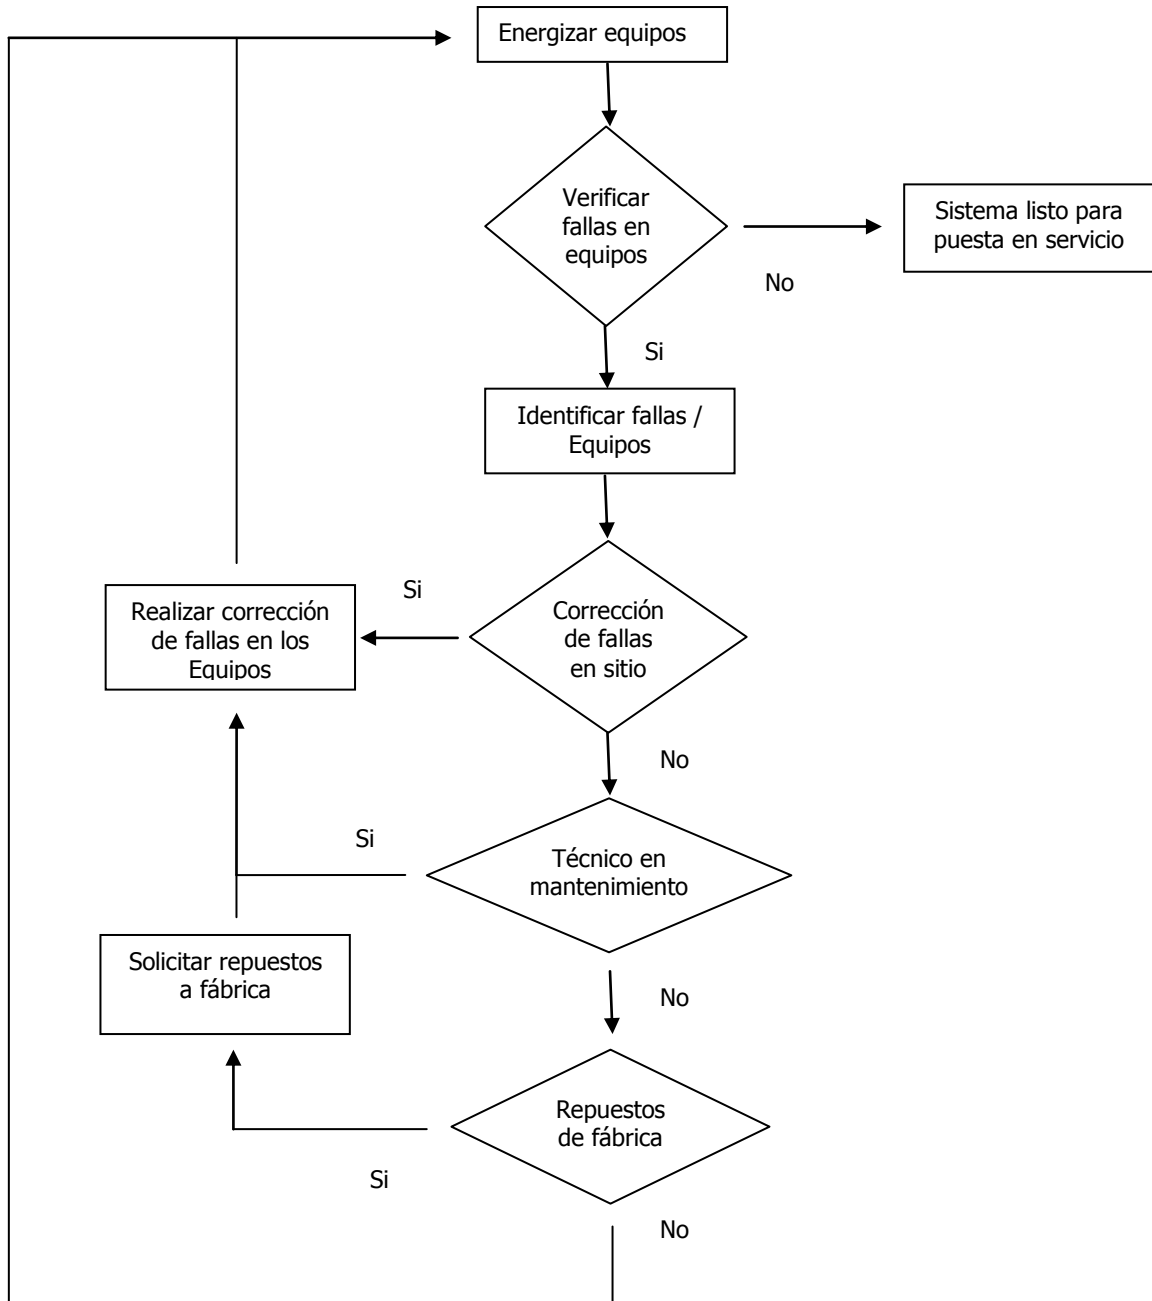 Energizar equipos
Verificar
fallas en
equipos
Sistema listo para
puesta en servicio
No
Si
Identificar fallas /
Equipos
Si
Realizar corrección
de fallas en los
Equipos
Corrección
de fallas
en sitio
No
Si
Técnico en
mantenimiento
Solicitar repuestos
a fábrica
No
Repuestos
de fábrica
Si
No